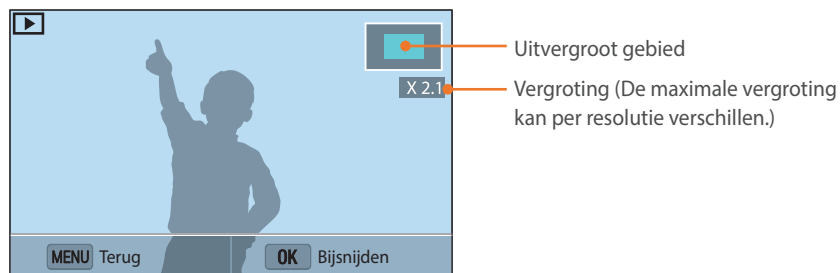 Uitvergroot gebied
X 2.1
Vergroting (De maximale vergroting
kan per resolutie verschillen.)
MENU Terug
OK Bijsnijden